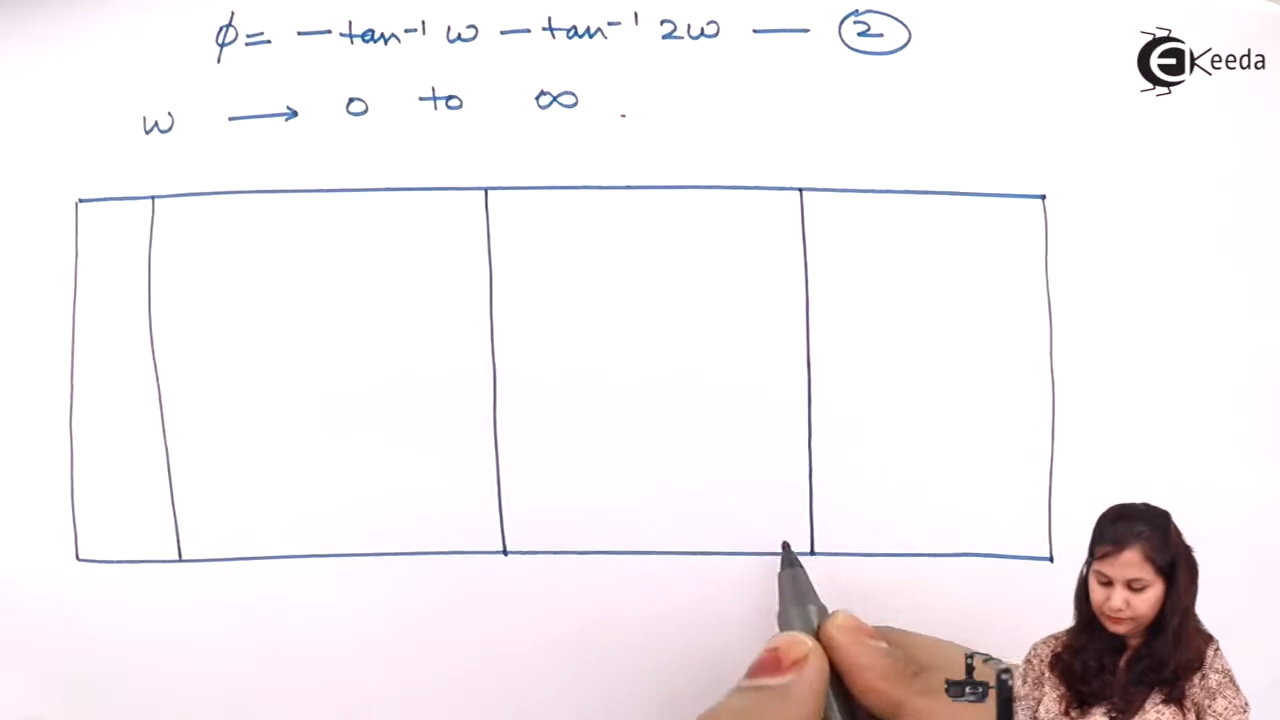 ϕ = - tan⁻¹ ω - tan⁻¹ 2ω — ②
EKeeda
ω → 0 to ∞ .